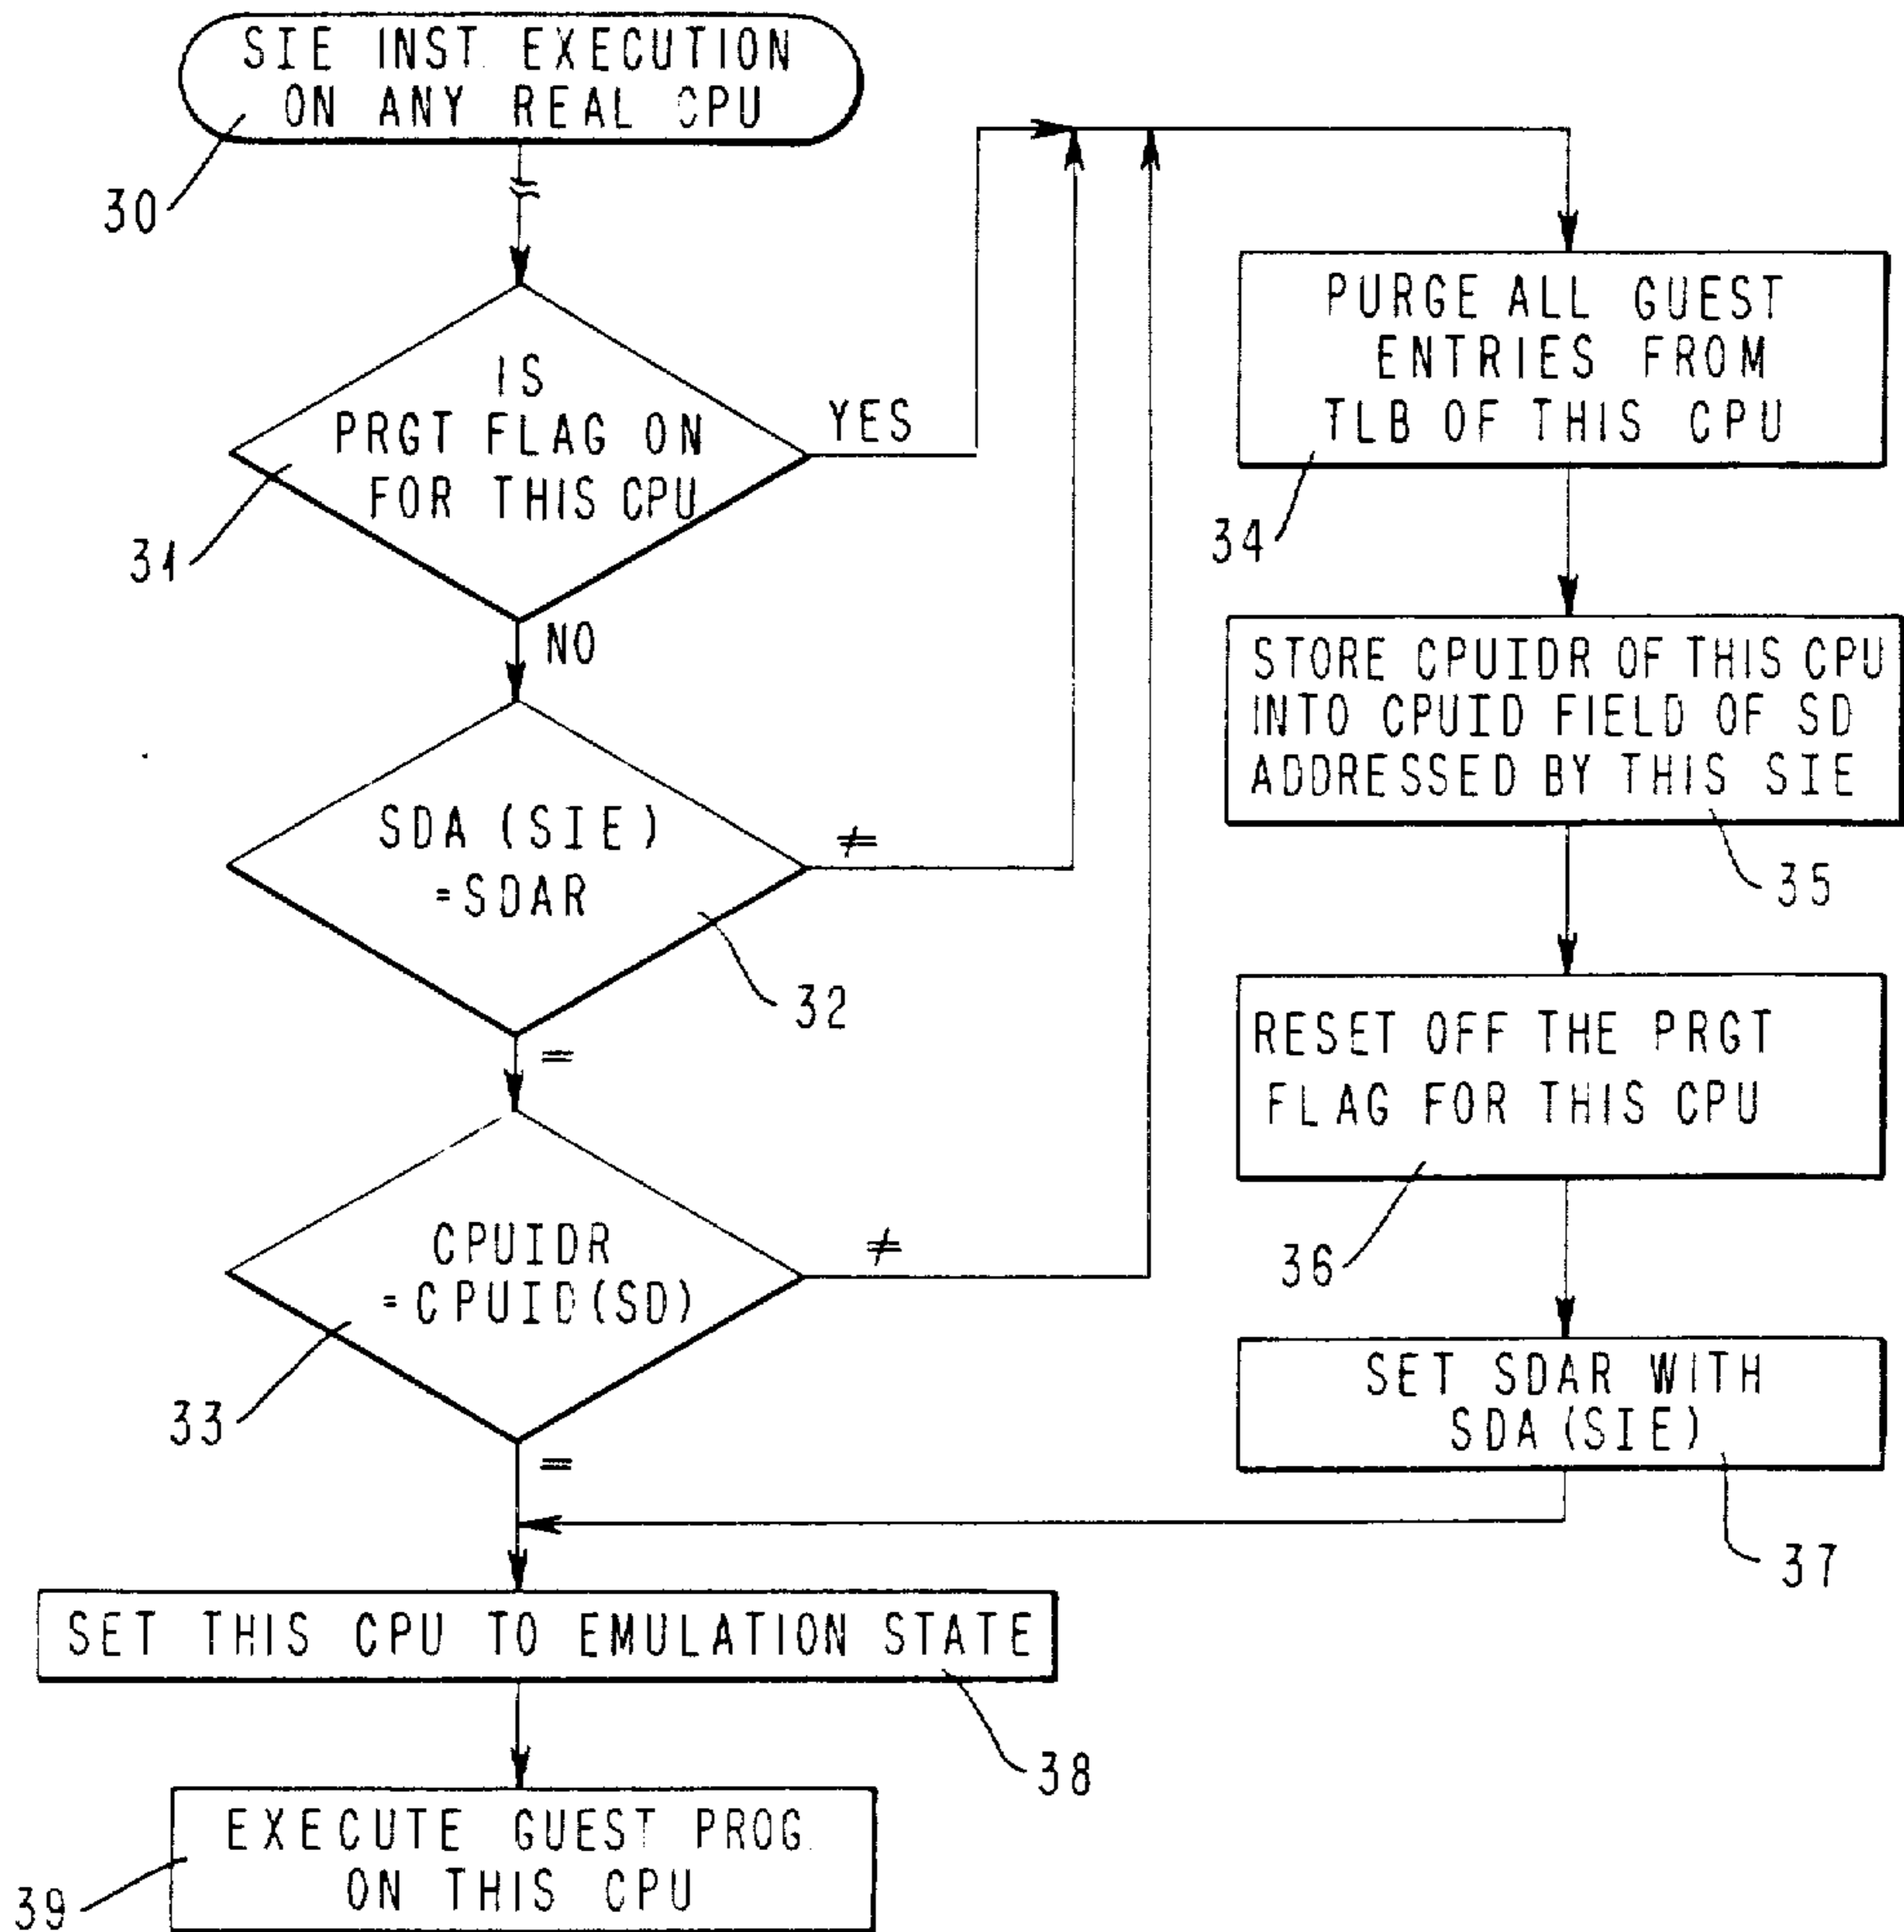 SIE INST EXECUTION
ON ANY REAL CPU
30
IS
PRGT FLAG ON
FOR THIS CPU
YES
31
NO
SDA (SIE)
=SDAR
≠
32
=
CPUIDR
=CPUID(SD)
≠
33
=
PURGE ALL GUEST
ENTRIES FROM
TLB OF THIS CPU
34
STORE CPUIDR OF THIS CPU
INTO CPUID FIELD OF SD
ADDRESSED BY THIS SIE
35
RESET OFF THE PRGT
FLAG FOR THIS CPU
36
SET SDAR WITH
SDA (SIE)
37
SET THIS CPU TO EMULATION STATE
38
EXECUTE GUEST PROG
ON THIS CPU
39